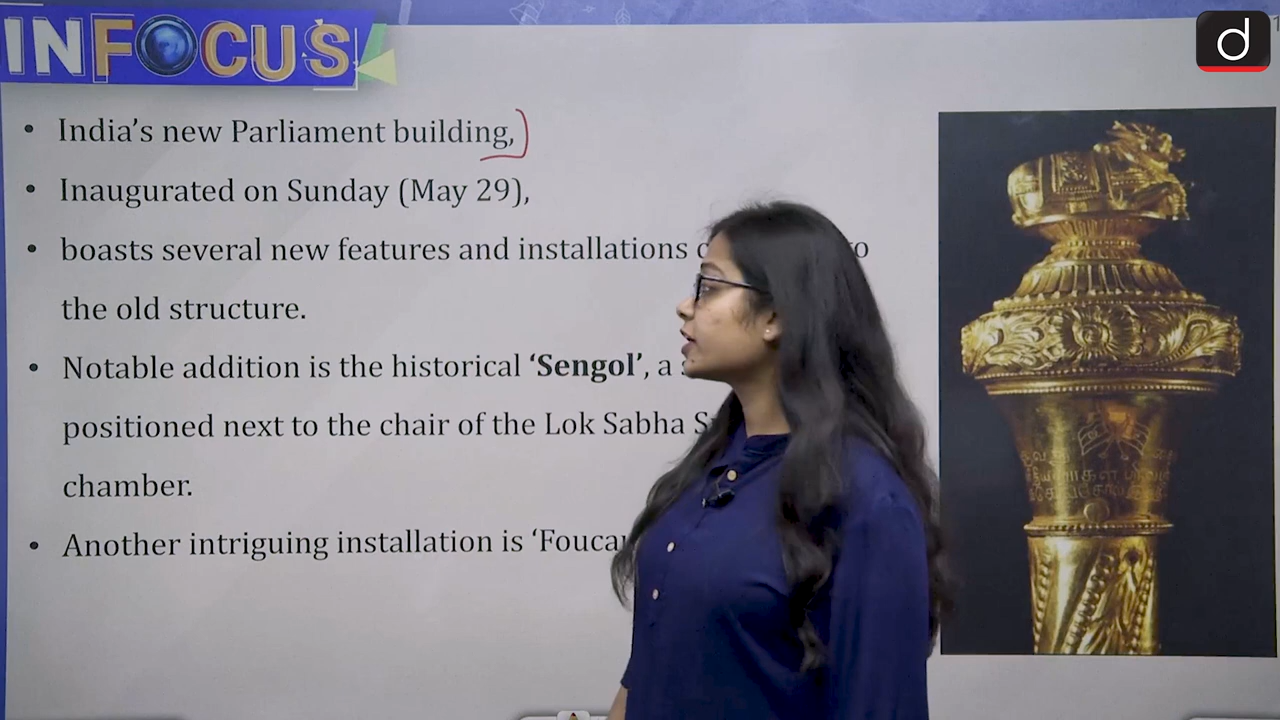 INFOCUS
d
• India’s new Parliament building,
• Inaugurated on Sunday (May 29),
• boasts several new features and installations
the old structure.
• Notable addition is the historical ‘Sengol’, a
positioned next to the chair of the Lok Sabha
chamber.
• Another intriguing installation is